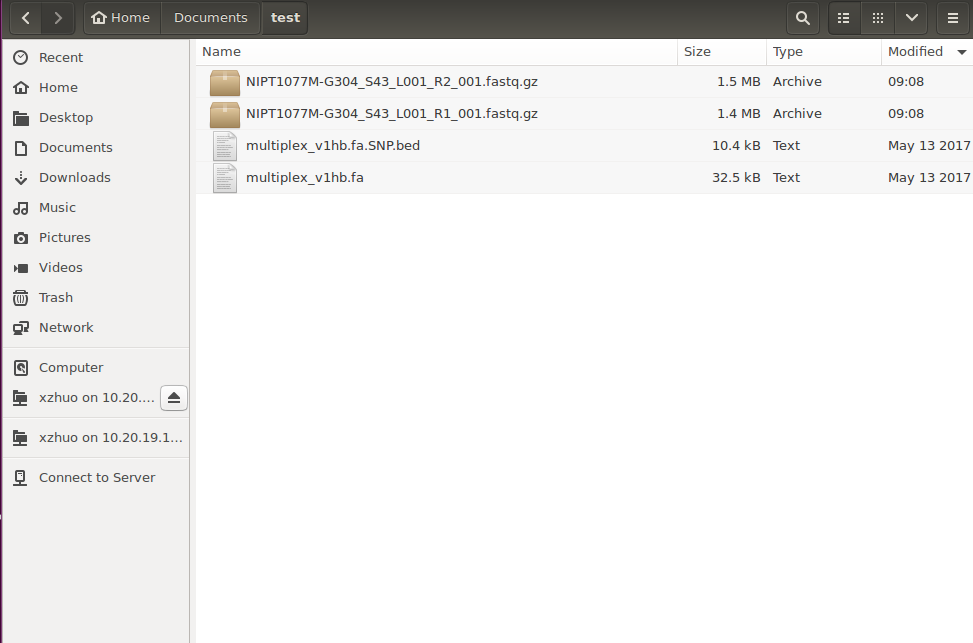 Home Documents test
Name Size Type Modified
Recent
Home
Desktop
Documents
Downloads
Music
Pictures
Videos
Trash
Network
Computer
xzhuo on 10.20....
xzhuo on 10.20.19.1...
Connect to Server
NIPT1077M-G304_S43_L001_R2_001.fastq.gz 1.5 MB Archive 09:08
NIPT1077M-G304_S43_L001_R1_001.fastq.gz 1.4 MB Archive 09:08
multiplex_v1hb.fa.SNP.bed 10.4 kB Text May 13 2017
multiplex_v1hb.fa 32.5 kB Text May 13 2017